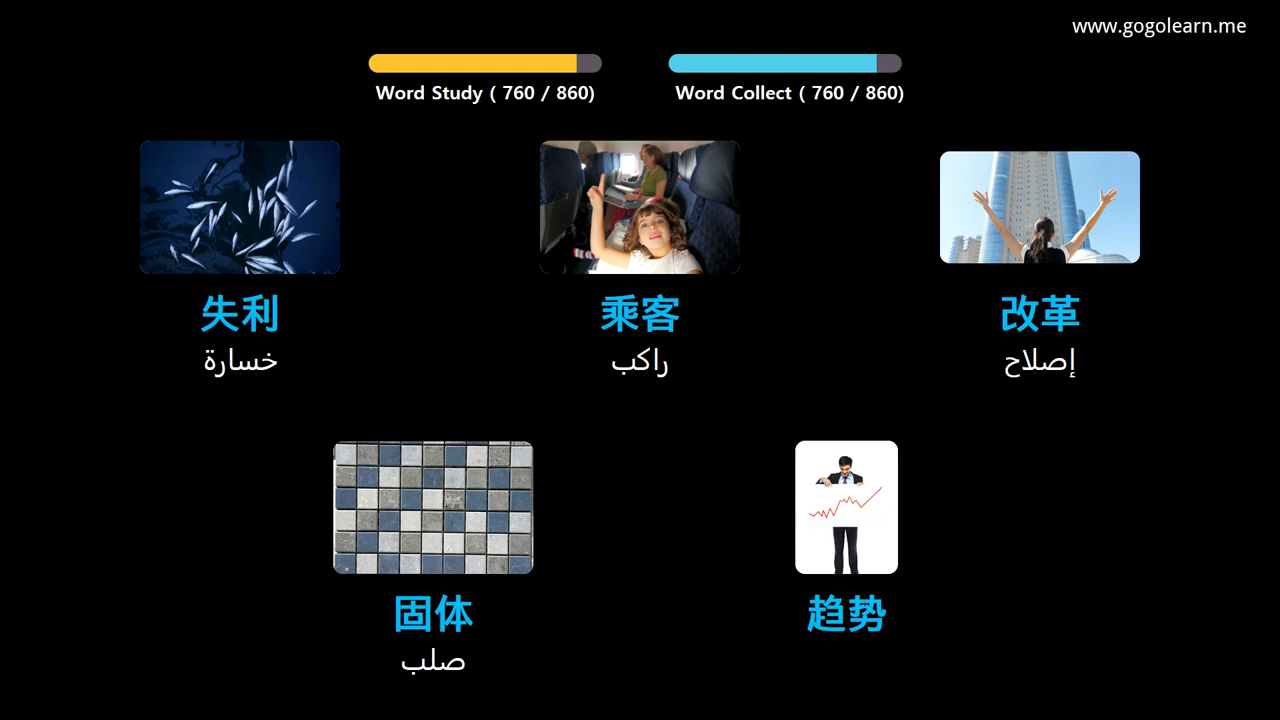 www.gogolearn.me
Word Study ( 760 / 860)
Word Collect ( 760 / 860)
失利
خسارة
乘客
راكب
改革
إصلاح
固体
صلب
趋势